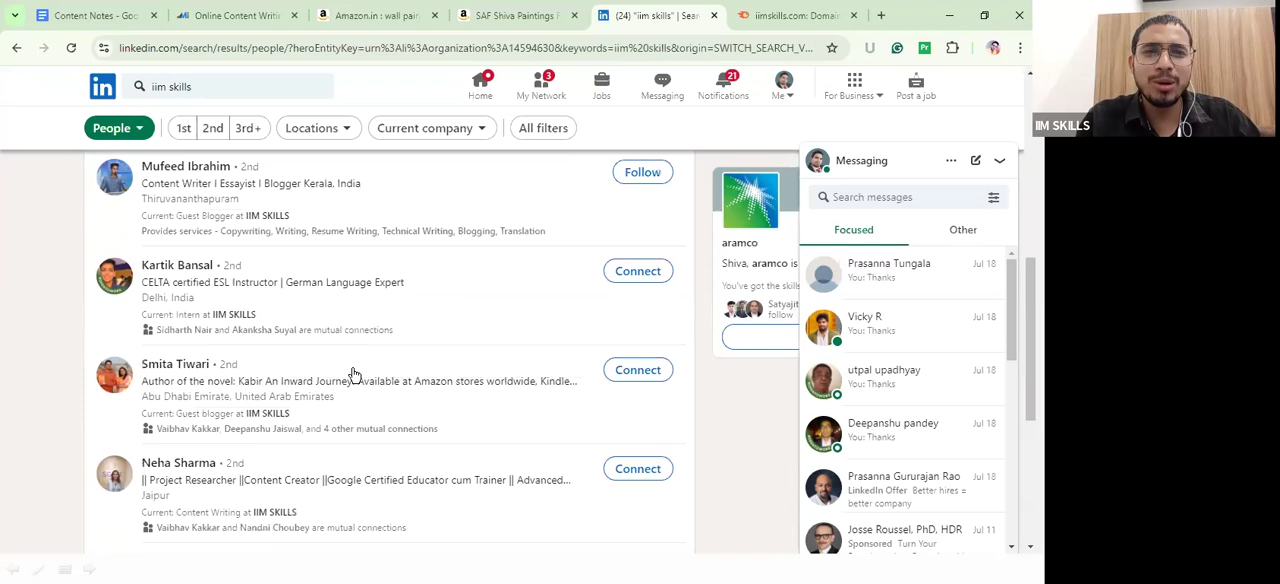 Content Notes - Goo
Online Content Writi
Amazon.in : wall pain
SAF Shiva Paintings F
(24) "iim skills" | Sear
iimskills.com: Domai
linkedin.com/search/results/people/?heroEntityKey=urn%3Ali%3Aorganization%3A14594630&keywords=iim%20skills&origin=SWITCH_SEARCH_V...
in
iim skills
Home
3
My Network
Jobs
Messaging
21
Notifications
Me
For Business
Post a job
People
1st
2nd
3rd+
Locations
Current company
All filters
Mufeed Ibrahim • 2nd
Content Writer I Essayist I Blogger Kerala, India
Thiruvananthapuram
Current: Guest Blogger at IIM SKILLS
Provides services - Copywriting, Writing, Resume Writing, Technical Writing, Blogging, Translation
Follow
Kartik Bansal • 2nd
CELTA certified ESL Instructor | German Language Expert
Delhi, India
Current: Intern at IIM SKILLS
Sidharth Nair and Akanksha Suyal are mutual connections
Connect
Smita Tiwari • 2nd
Author of the novel: Kabir An Inward Journey, Available at Amazon stores worldwide, Kindle...
Abu Dhabi Emirate, United Arab Emirates
Current: Guest blogger at IIM SKILLS
Vaibhav Kakkar, Deepanshu Jaiswal, and 4 other mutual connections
Connect
Neha Sharma • 2nd
|| Project Researcher ||Content Creator ||Google Certified Educator cum Trainer || Advanced...
Jaipur
Current: Content Writing at IIM SKILLS
Vaibhav Kakkar and Nandni Choubey are mutual connections
Connect
aramco
Shiva, aramco is
You've got the skills
Satyajit
follow
Messaging
Search messages
Focused
Other
Prasanna Tungala
Jul 18
You: Thanks
Vicky R
Jul 18
You: Thanks
utpal upadhyay
Jul 18
You: Thanks
Deepanshu pandey
Jul 18
You: Thanks
Prasanna Gururajan Rao
Jul 18
LinkedIn Offer Better hires =
better company
Josse Roussel, PhD, HDR
Jul 11
Sponsored Turn Your
IIM SKILLS